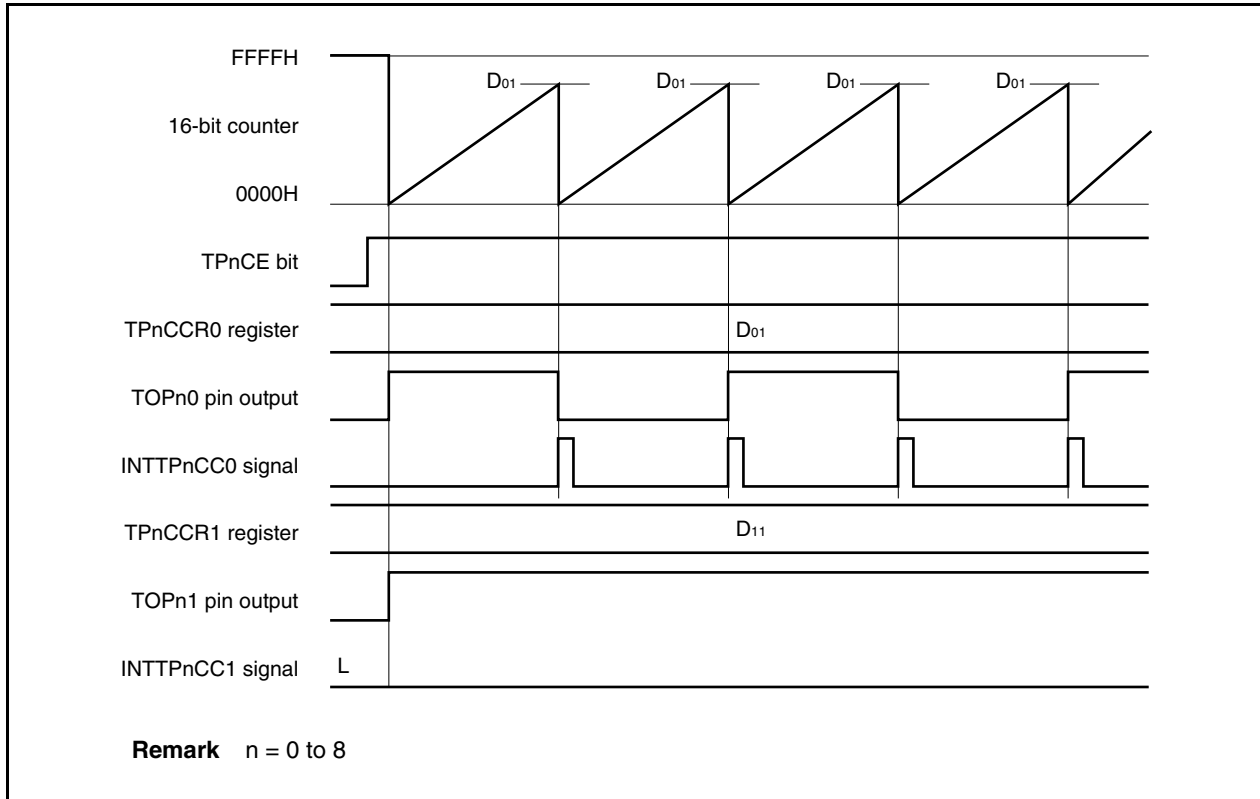 FFFFH
D01 D01 D01 D01
16-bit counter
0000H
TPnCE bit
TPnCCR0 register D01
TOPn0 pin output
INTTPnCC0 signal
TPnCCR1 register D11
TOPn1 pin output
INTTPnCC1 signal L
Remark n = 0 to 8